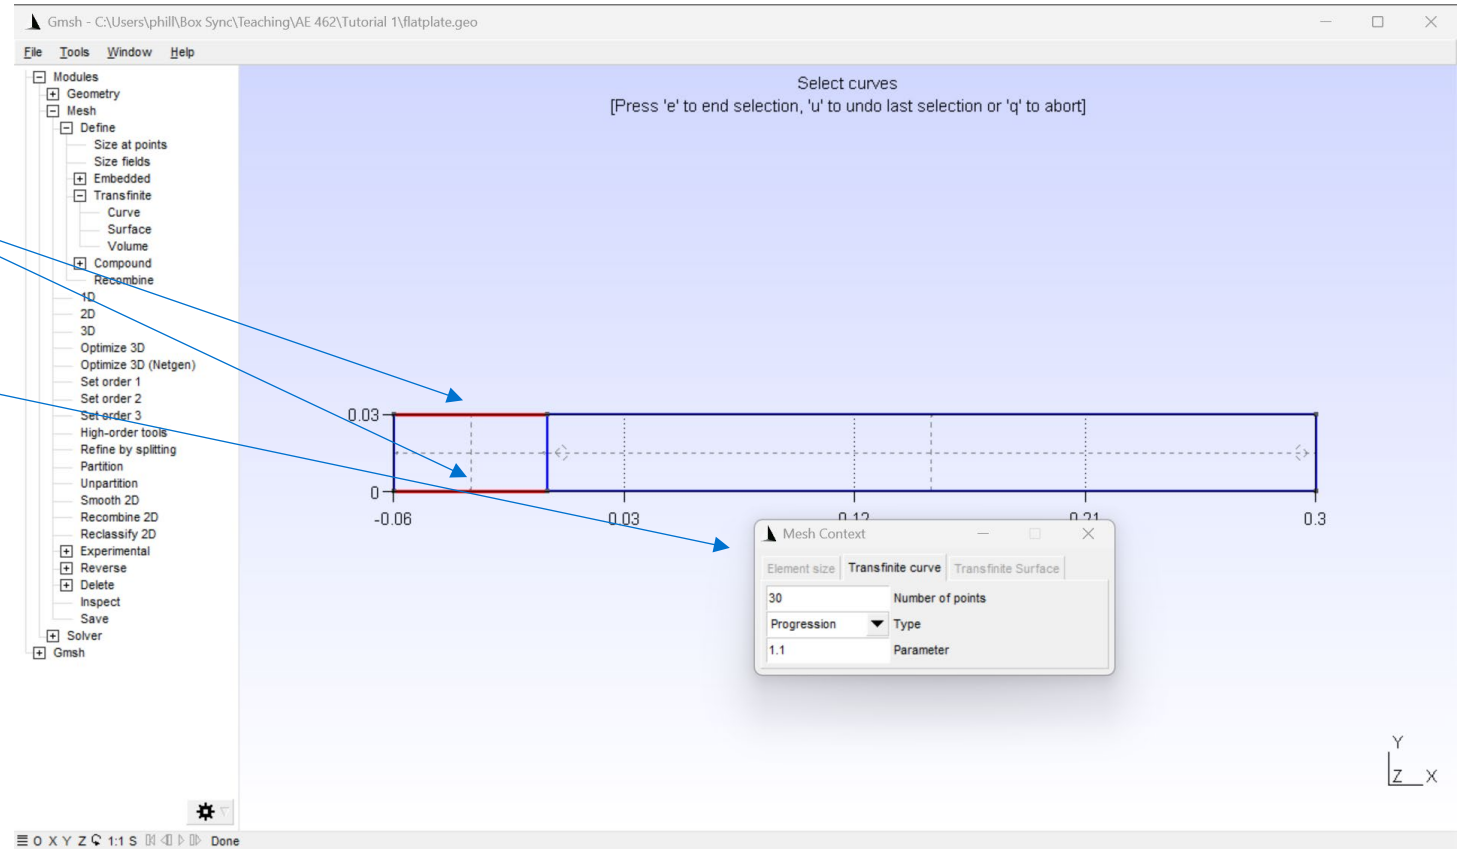 Gmsh - C:\Users\phill\Box Sync\Teaching\AE 462\Tutorial 1\flatplate.geo
File Tools Window Help
Modules
Geometry
Mesh
Define
Size at points
Size fields
Embedded
Transfinite
Curve
Surface
Volume
Compound
Recombine
1D
2D
3D
Optimize 3D
Optimize 3D (Netgen)
Set order 1
Set order 2
Set order 3
High-order tools
Refine by splitting
Partition
Unpartition
Smooth 2D
Recombine 2D
Reclassify 2D
Experimental
Reverse
Delete
Inspect
Save
Solver
Gmsh
Select curves
[Press 'e' to end selection, 'u' to undo last selection or 'q' to abort]
0.03
0
-0.06 0.03 0.12 0.21 0.3
Mesh Context
Element size Transfinite curve Transfinite Surface
30 Number of points
Progression Type
1.1 Parameter
Y
Z X
O X Y Z 1:1 S Done